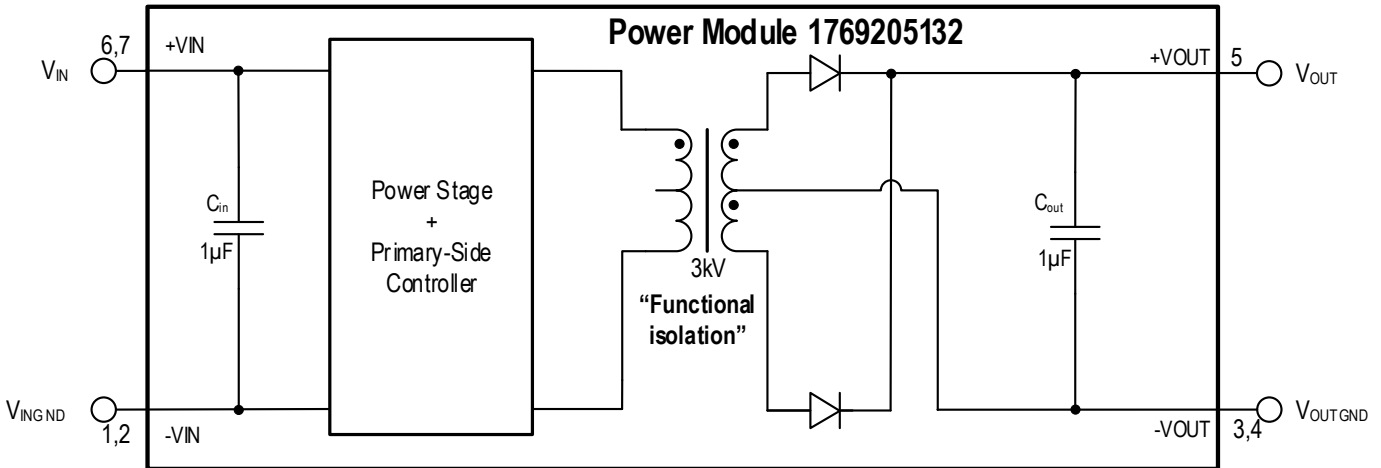 Power Module 1769205132
6,7
+VIN
VIN
+VOUT
5
VOUT
Cin
1µF
Power Stage
+
Primary-Side
Controller
3kV
“Functional
isolation”
Cout
1µF
VINGND
1,2
-VIN
-VOUT
3,4
VOUTGND